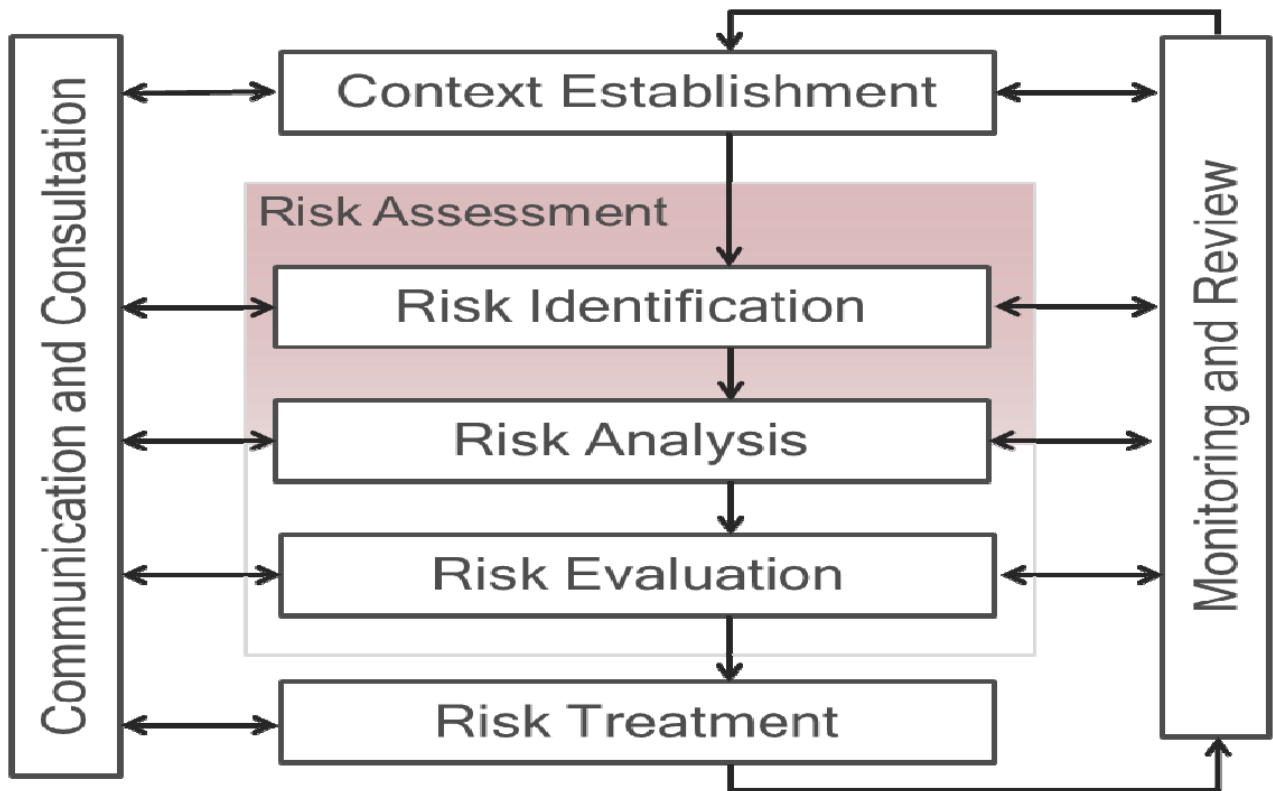 Communication and Consultation
Context Establishment
Risk Assessment
Risk Identification
Risk Analysis
Risk Evaluation
Risk Treatment
Monitoring and Review